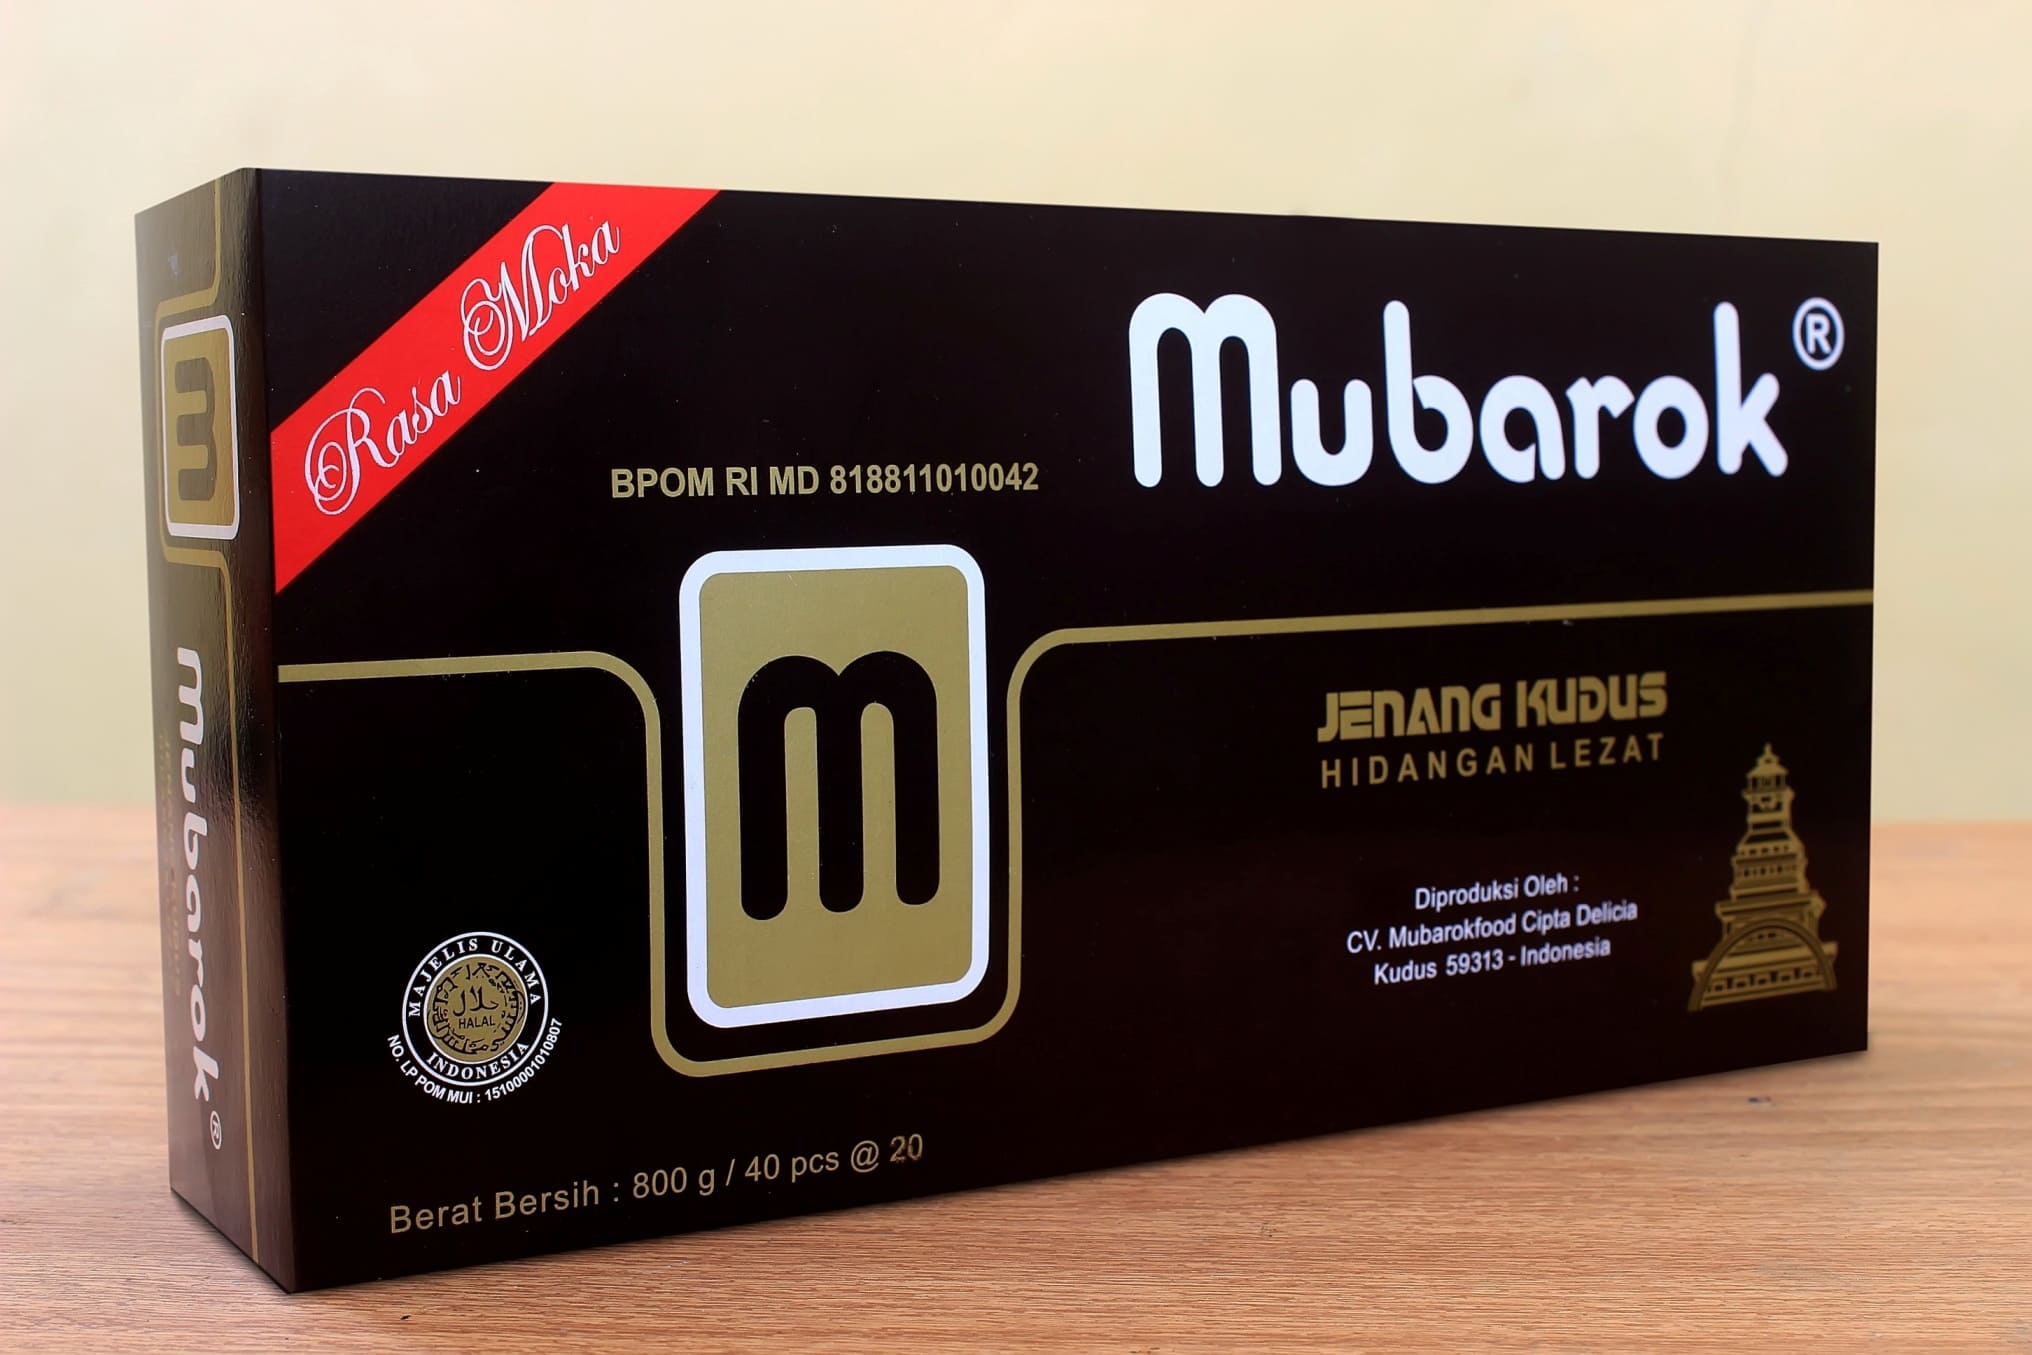 Rasa Moka
mubarok®
BPOM RI MD 818811010042
m
JENANG KUDUS
HIDANGAN LEZAT
Diproduksi Oleh :
CV. Mubarokfood Cipta Delicia
Kudus 59313 - Indonesia
MAJELIS ULAMA
حلال
HALAL
INDONESIA
NO. LP POM MUI : 15100001010807
Berat Bersih : 800 g / 40 pcs @ 20
m
mubarok®